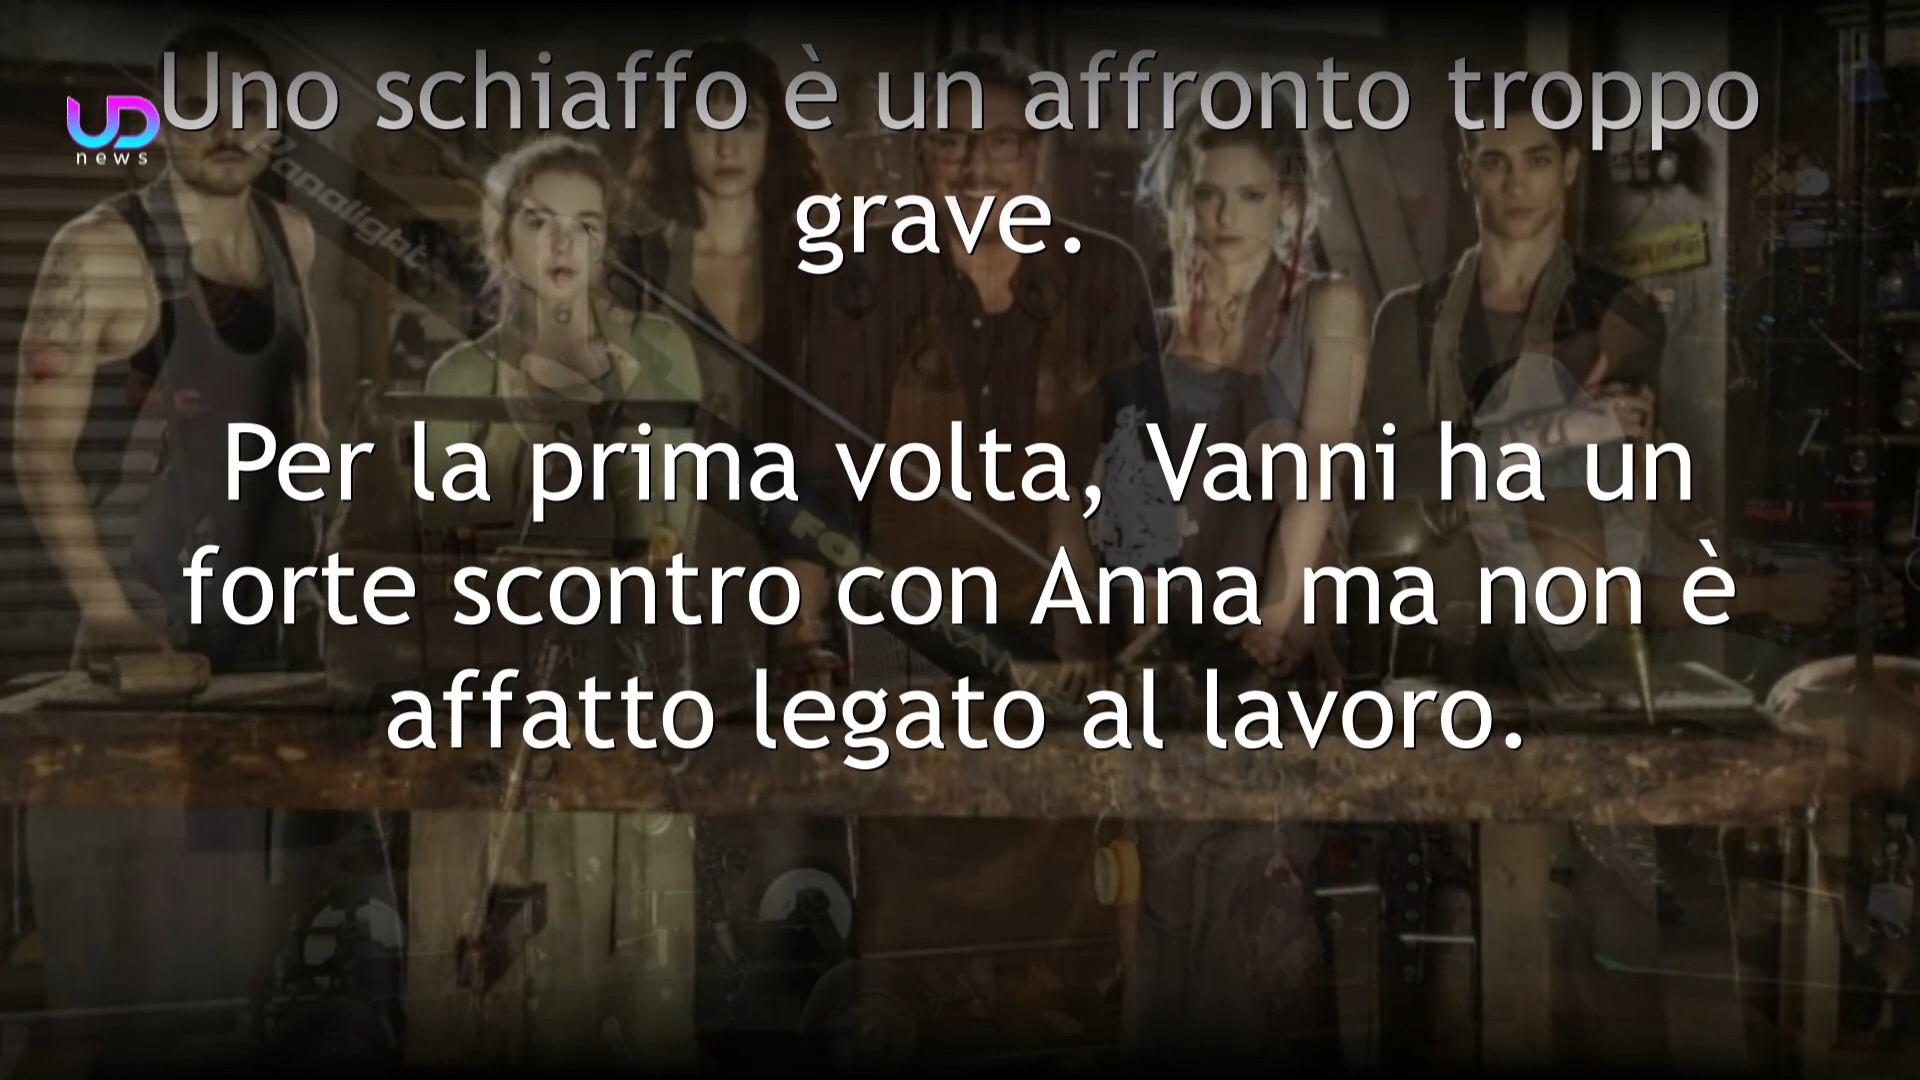 Uno schiaffo è un affronto troppo
grave.
Per la prima volta, Vanni ha un
forte scontro con Anna ma non è
affatto legato al lavoro.
UD
news